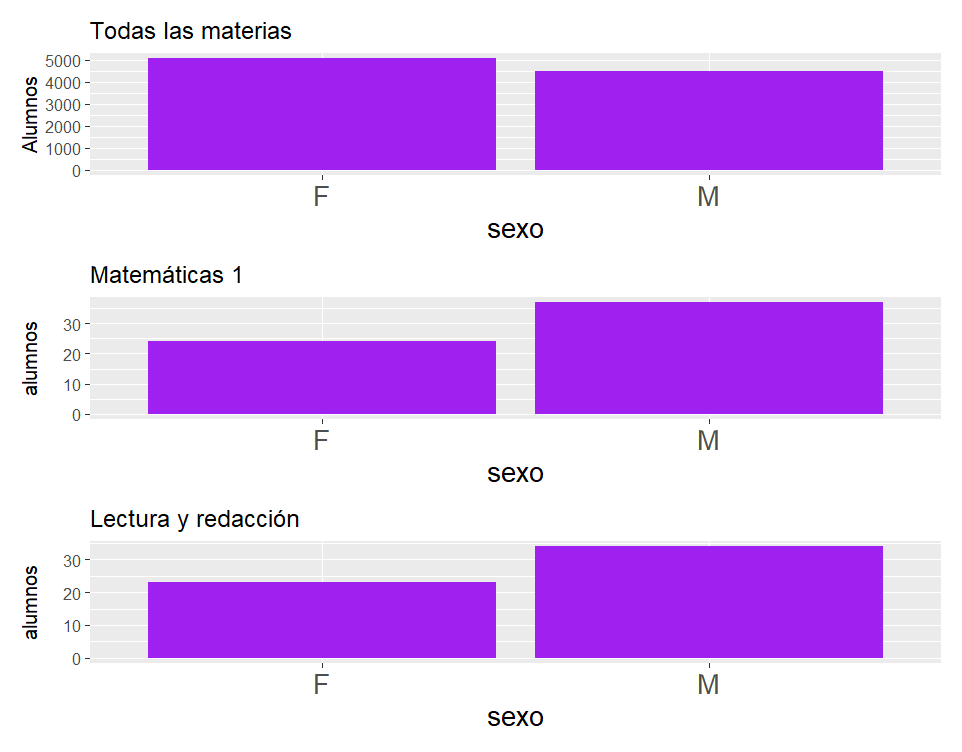 Todas las materias
5000
4000
3000
2000
1000
0
Alumnos
F M
sexo
Matemáticas 1
30
20
10
0
alumnos
F M
sexo
Lectura y redacción
30
20
10
0
alumnos
F M
sexo